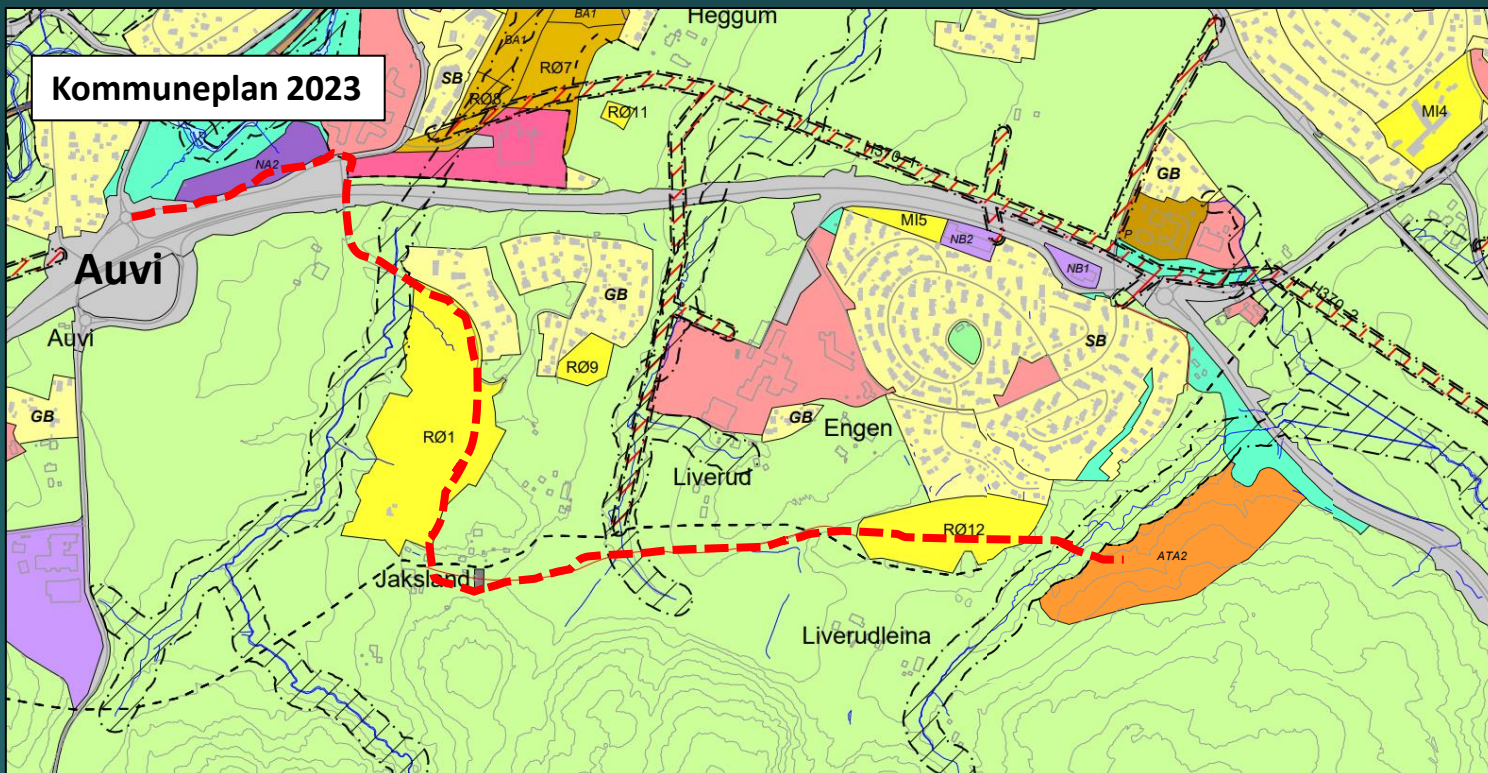 Heggum
BA1
BA1
Kommuneplan 2023
SB
RØ7
RØ8
RØ11
MI4
NA2
H370_1
GB
P
MI5
NB2
NB1
Auvi
GB
H370_2
Auvi
SB
RØ9
GB
GB
RØ1
Engen
Liverud
RØ12
ATA2
Jaksland
Liverudleina